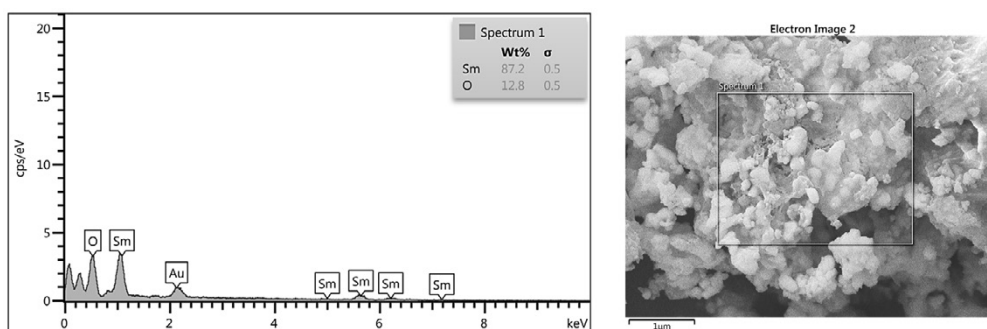 20
15
10
5
0
cps/eV
Spectrum 1
Wt% σ
Sm 87.2 0.5
O 12.8 0.5
O
Sm
Au
Sm
Sm
Sm
Sm
0 2 4 6 8 keV
Electron Image 2
Spectrum 1
1μm